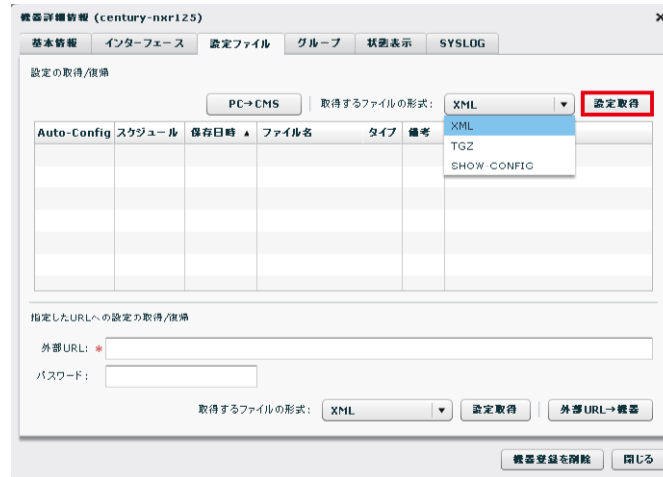 機器詳細情報 (century-nxr125)
基本情報 インターフェース 設定ファイル グループ 状態表示 SYSLOG
設定の取得/復帰
PC→CMS 取得するファイルの形式： XML 設定取得
Auto-Config スケジュール 保存日時 ▲ ファイル名 タイプ 備考
XML
TGZ
SHOW-CONFIG
指定したURLへの設定の取得/復帰
外部URL: *
パスワード：
取得するファイルの形式： XML 設定取得 外部URL→機器
機器登録を削除 閉じる